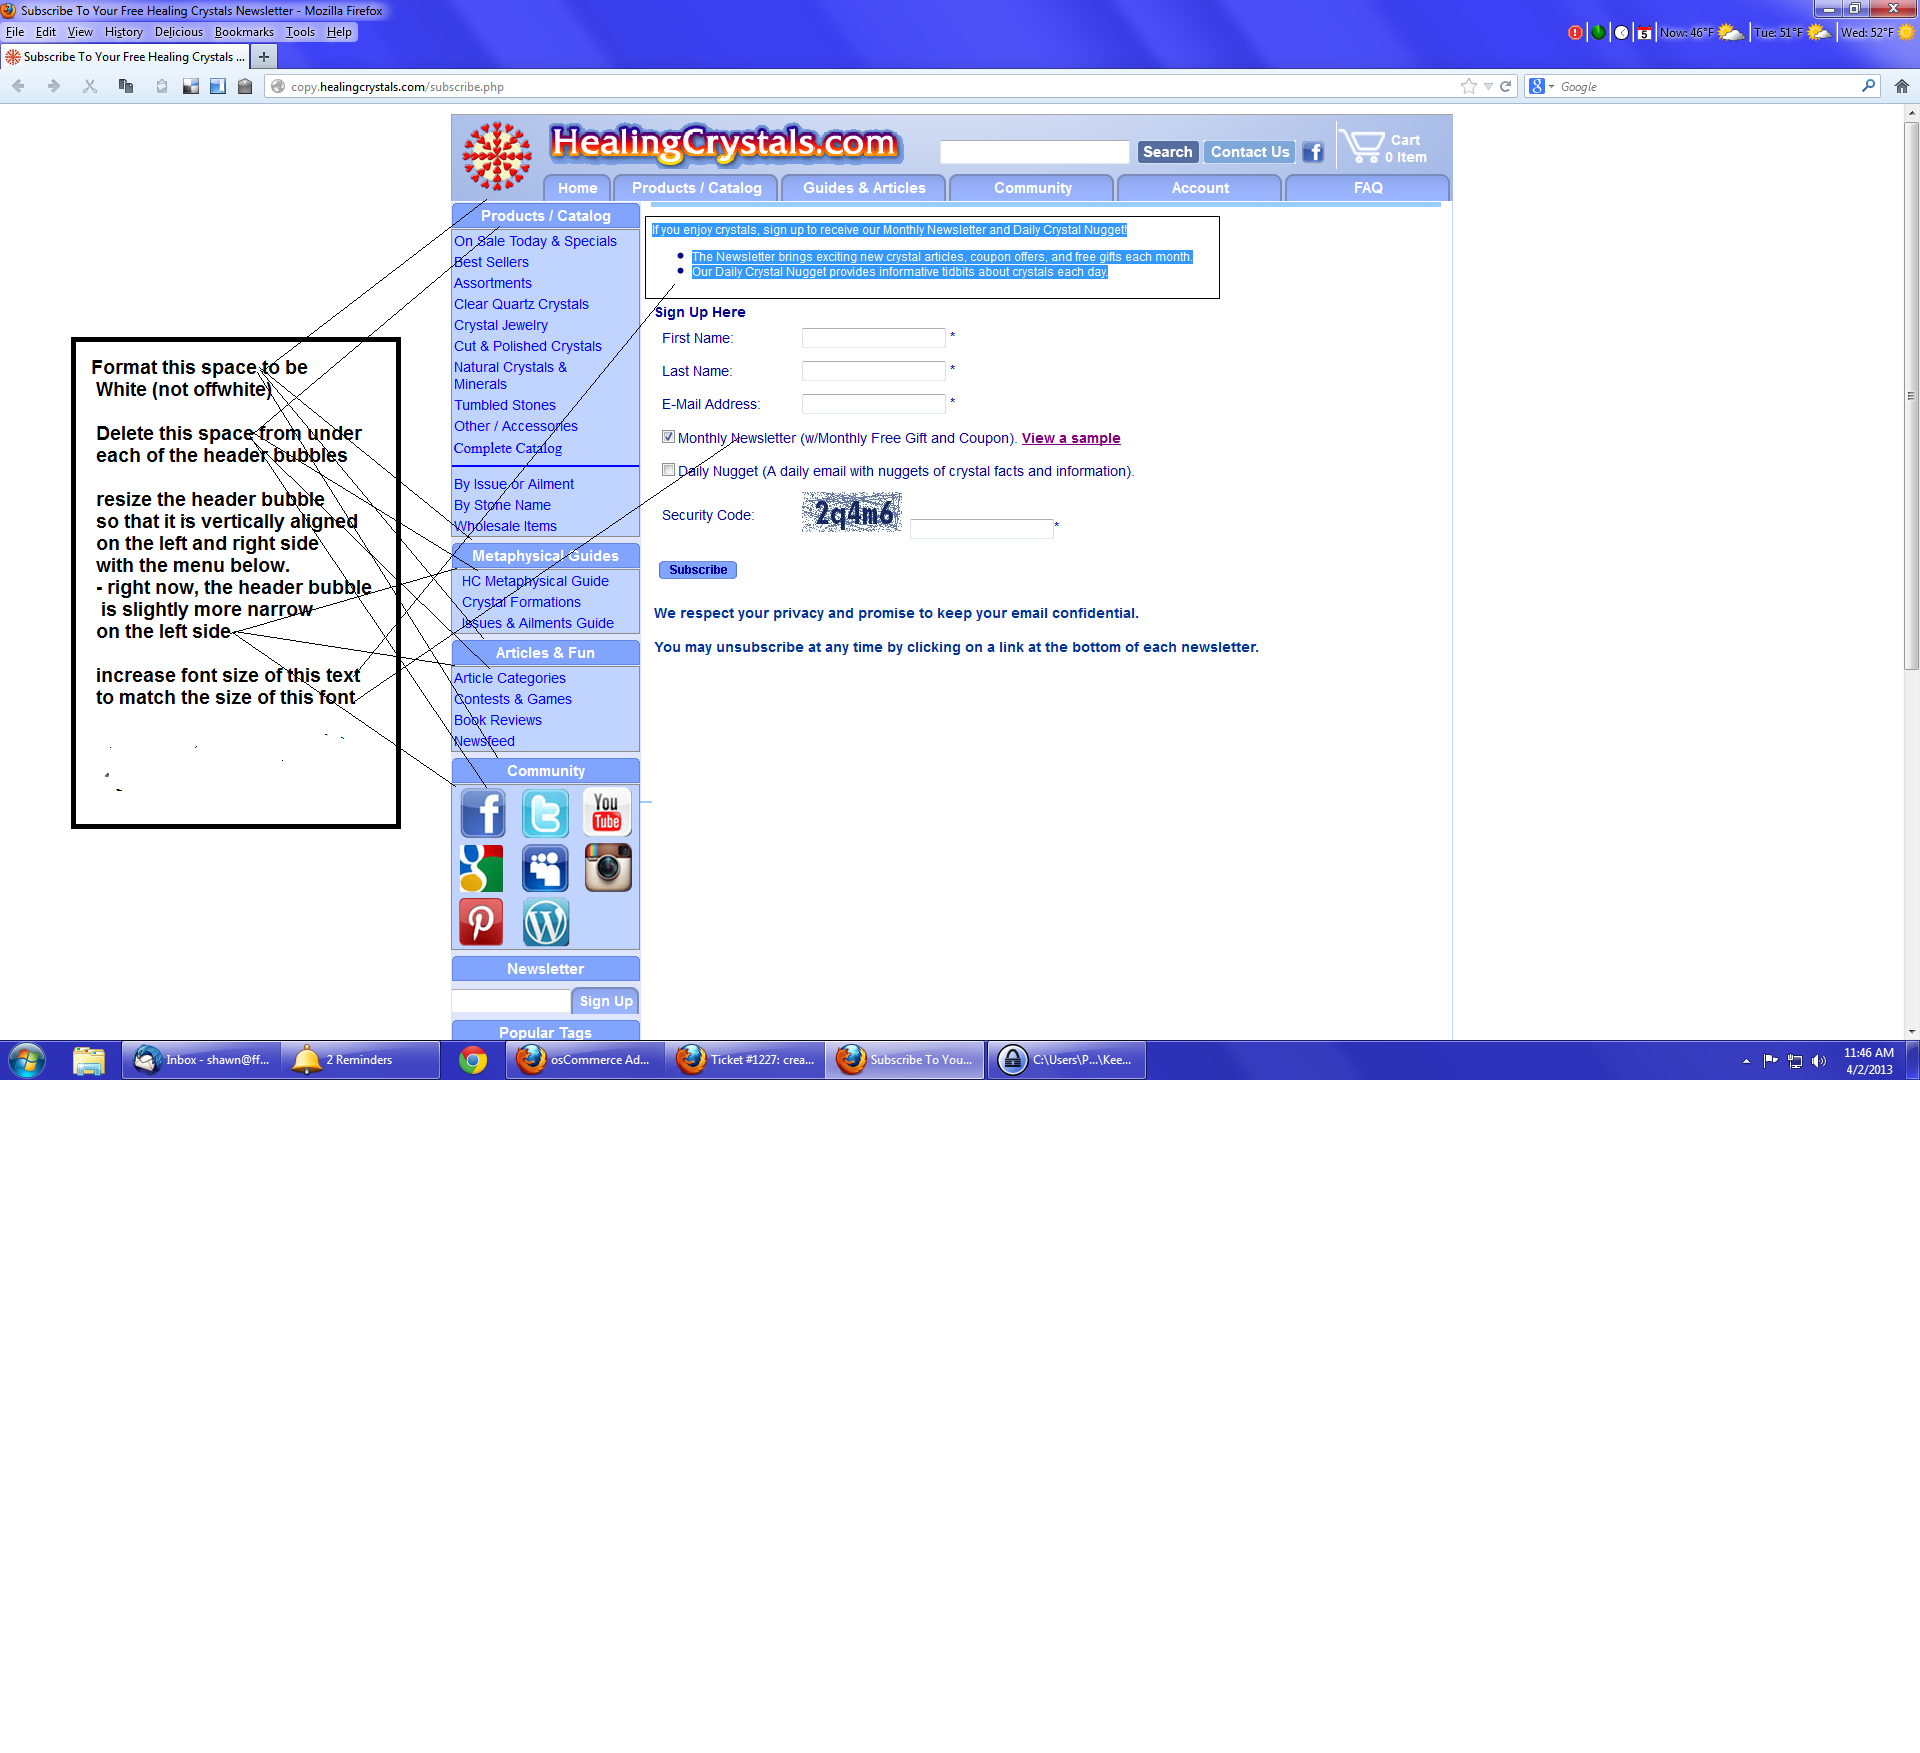 Subscribe To Your Free Healing Crystals Newsletter - Mozilla Firefox
File Edit View History Delicious Bookmarks Tools Help
5 Now: 46°F Tue: 51°F Wed: 52°F
Subscribe To Your Free Healing Crystals ... +
copy.healingcrystals.com/subscribe.php
8 Google
HealingCrystals.com
Search Contact Us f Cart
0 Item
Home Products / Catalog Guides & Articles Community Account FAQ
Products / Catalog
On Sale Today & Specials
Best Sellers
Assortments
Clear Quartz Crystals
Crystal Jewelry
Cut & Polished Crystals
Natural Crystals &
Minerals
Tumbled Stones
Other / Accessories
Complete Catalog
By Issue or Ailment
By Stone Name
Wholesale Items
Metaphysical Guides
HC Metaphysical Guide
Crystal Formations
Issues & Ailments Guide
Articles & Fun
Article Categories
Contests & Games
Book Reviews
Newsfeed
Community
f t You Tube
g
P W
Newsletter
Sign Up
Popular Tags
If you enjoy crystals, sign up to receive our Monthly Newsletter and Daily Crystal Nugget!
The Newsletter brings exciting new crystal articles, coupon offers, and free gifts each month.
Our Daily Crystal Nugget provides informative tidbits about crystals each day.
Sign Up Here
First Name: *
Last Name: *
E-Mail Address: *
Monthly Newsletter (w/Monthly Free Gift and Coupon). View a sample
Daily Nugget (A daily email with nuggets of crystal facts and information).
Security Code: 2q4m6 *
Subscribe
We respect your privacy and promise to keep your email confidential.
You may unsubscribe at any time by clicking on a link at the bottom of each newsletter.
Format this space to be
White (not offwhite)
Delete this space from under
each of the header bubbles
resize the header bubble
so that it is vertically aligned
on the left and right side
with the menu below.
- right now, the header bubble
is slightly more narrow
on the left side
increase font size of this text
to match the size of this font
Inbox - shawn@ff... 2 Reminders osCommerce Ad... Ticket #1227: crea... Subscribe To You... C:\Users\P...\Kee...
11:46 AM
4/2/2013